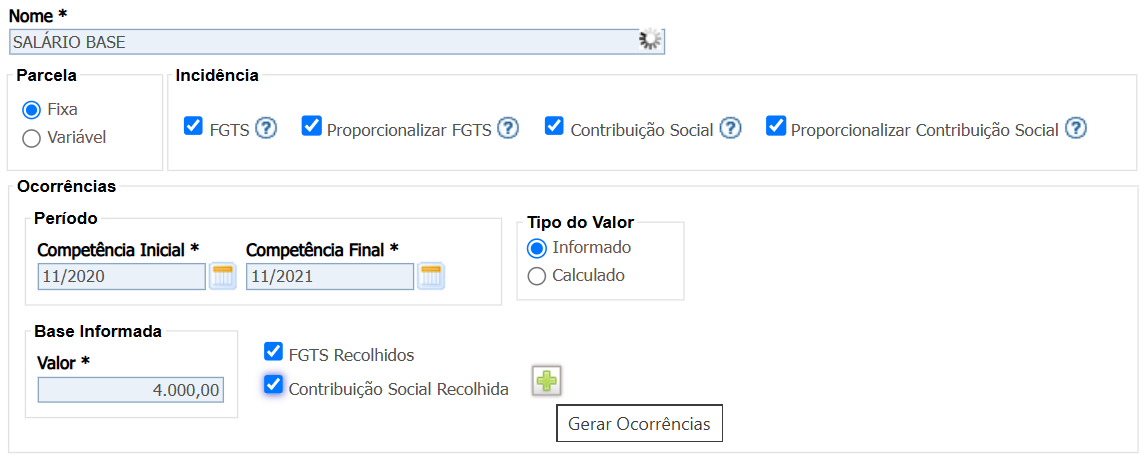 Nome *
SALÁRIO BASE
Parcela
Fixa
Variável
Incidência
FGTS ?
Proporcionalizar FGTS ?
Contribuição Social ?
Proporcionalizar Contribuição Social ?
Ocorrências
Período
Competência Inicial *
11/2020
Competência Final *
11/2021
Tipo do Valor
Informado
Calculado
Base Informada
Valor *
4.000,00
FGTS Recolhidos
Contribuição Social Recolhida
Gerar Ocorrências